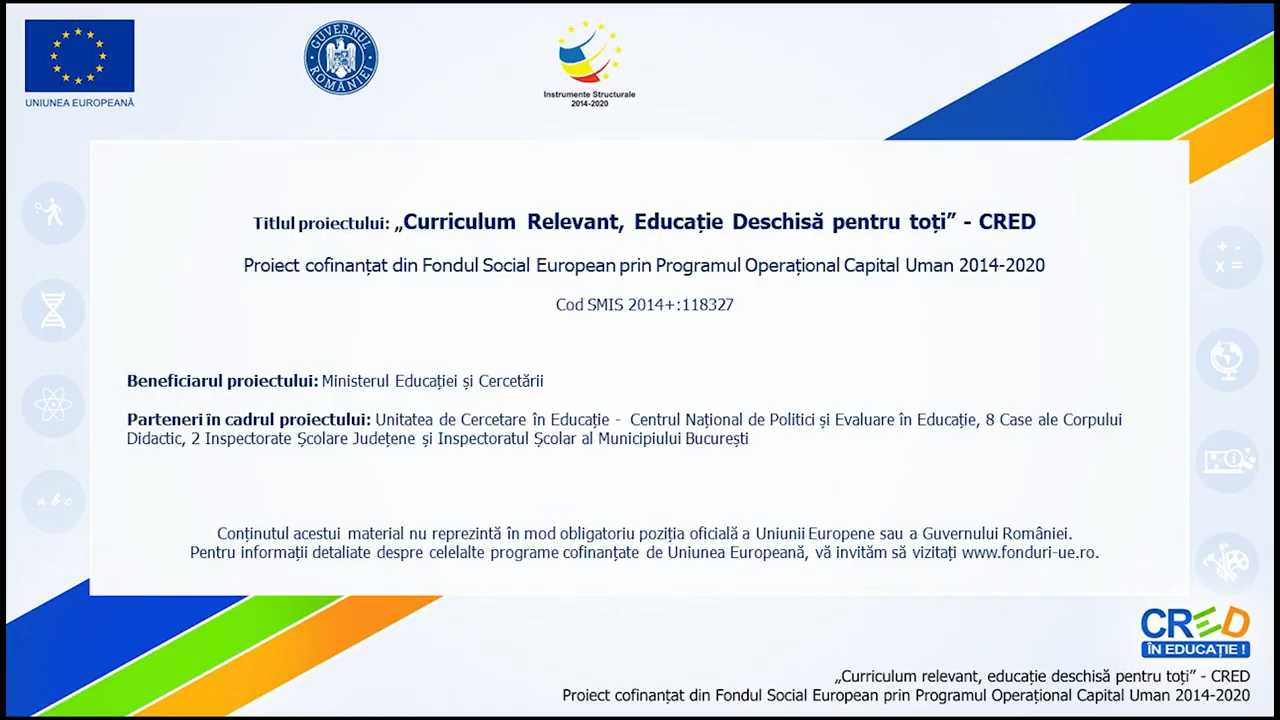 UNIUNEA EUROPEANĂ
GUVERNUL ROMÂNIEI
Instrumente Structurale
2014-2020
Titlul proiectului: „Curriculum Relevant, Educație Deschisă pentru toți” - CRED
Proiect cofinanțat din Fondul Social European prin Programul Operațional Capital Uman 2014-2020
Cod SMIS 2014+:118327
Beneficiarul proiectului: Ministerul Educației și Cercetării
Parteneri în cadrul proiectului: Unitatea de Cercetare în Educație - Centrul Național de Politici și Evaluare în Educație, 8 Case ale Corpului
Didactic, 2 Inspectorate Școlare Județene și Inspectoratul Școlar al Municipiului București
a b c
+ -
x =
Conținutul acestui material nu reprezintă în mod obligatoriu poziția oficială a Uniunii Europene sau a Guvernului României.
Pentru informații detaliate despre celelalte programe cofinanțate de Uniunea Europeană, vă invităm să vizitați www.fonduri-ue.ro.
CRED
ÎN EDUCAȚIE !
„Curriculum relevant, educație deschisă pentru toți” - CRED
Proiect cofinanțat din Fondul Social European prin Programul Operațional Capital Uman 2014-2020